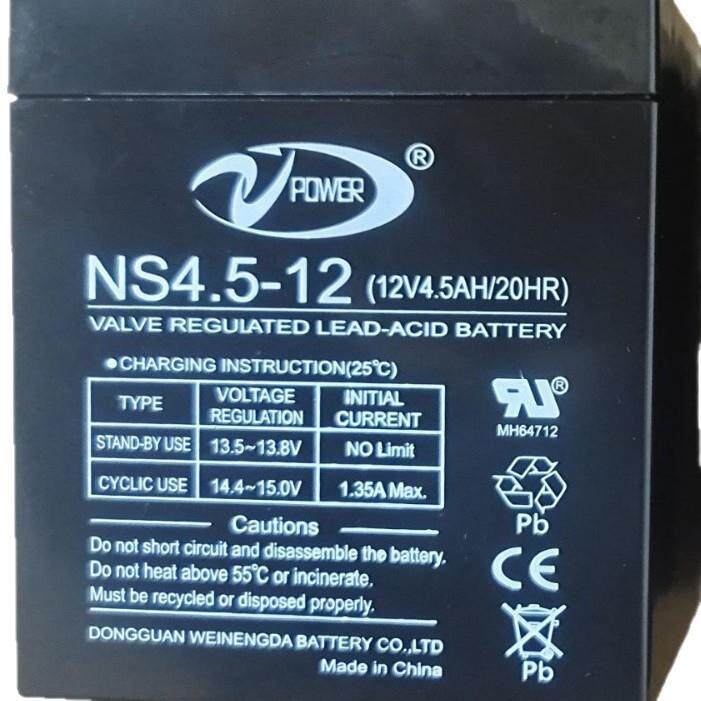 POWER ®
NS4.5-12 (12V4.5AH/20HR)
VALVE REGULATED LEAD-ACID BATTERY
●CHARGING INSTRUCTION(25℃)
TYPE VOLTAGE REGULATION INITIAL CURRENT
STAND-BY USE 13.5~13.8V NO Limit
CYCLIC USE 14.4~15.0V 1.35A Max.
Cautions
Do not short circuit and disassemble the battery.
Do not heat above 55℃ or incinerate.
Must be recycled or disposed properly.
DONGGUAN WEINENGDA BATTERY CO.,LTD
Made in China
RU®
MH64712
Pb
CE
Pb